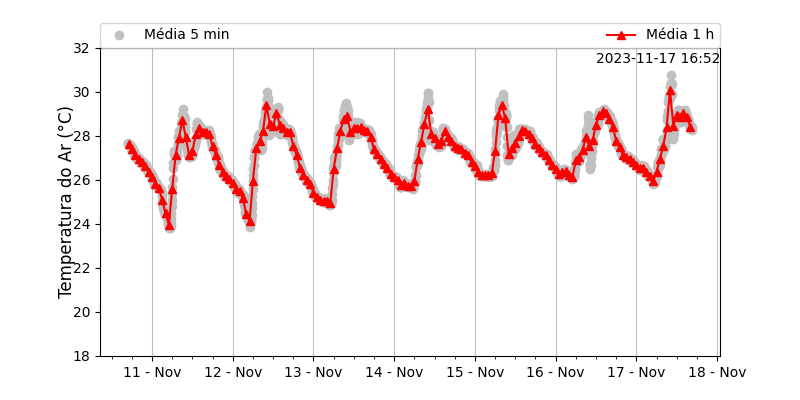 Média 5 min
Média 1 h
2023-11-17 16:52
Temperatura do Ar (°C)
32
30
28
26
24
22
20
18
11 - Nov
12 - Nov
13 - Nov
14 - Nov
15 - Nov
16 - Nov
17 - Nov
18 - Nov